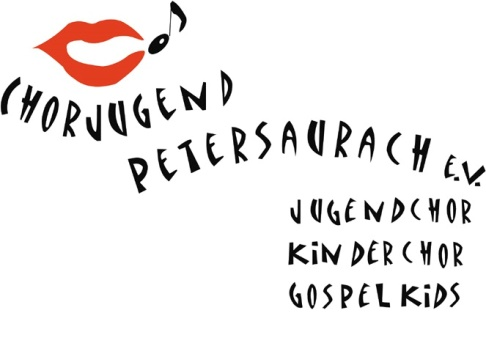 CHORJUGEND
PETERSAURACH E.V.
JUGENDCHOR
KiNDERCHOR
GOSPEL KiDS